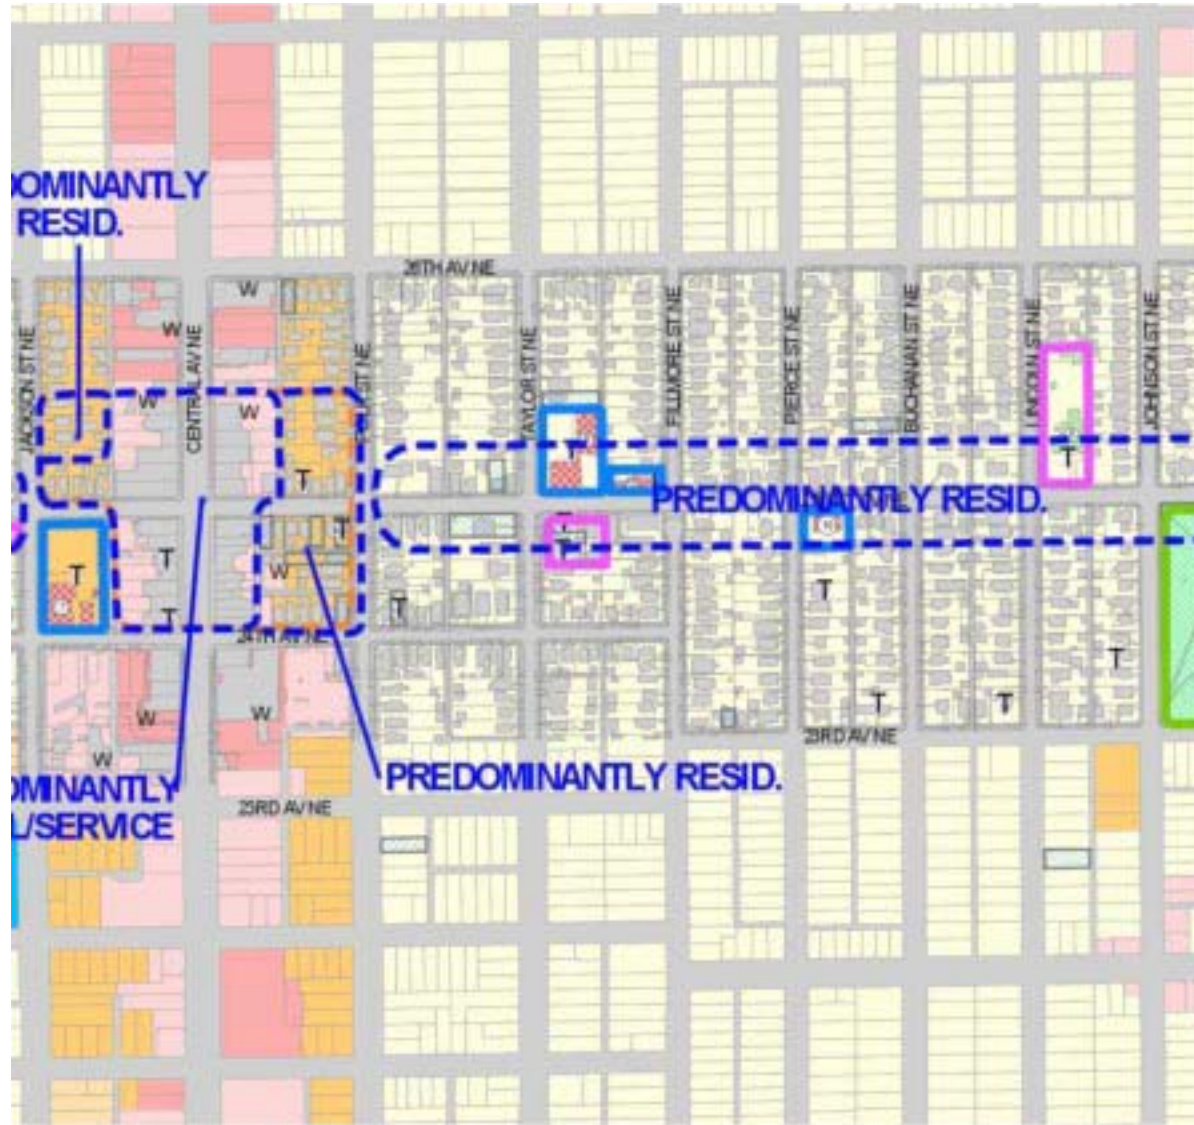 DOMINANTLY
RESID.
26TH AV NE
W
W
JACKSON ST NE
CENTRAL AV NE
TAYLOR ST NE
FILLMORE ST NE
PIERCE ST NE
BUCHANAN ST NE
LINCOLN ST NE
JOHNSON ST NE
W
W
T
T
T
PREDOMINANTLY RESID.
T
T
T
T
W
T
T
T
T
24TH AV NE
T
T
T
W
W
W
23RD AV NE
DOMINANTLY
L/SERVICE
PREDOMINANTLY RESID.
23RD AV NE